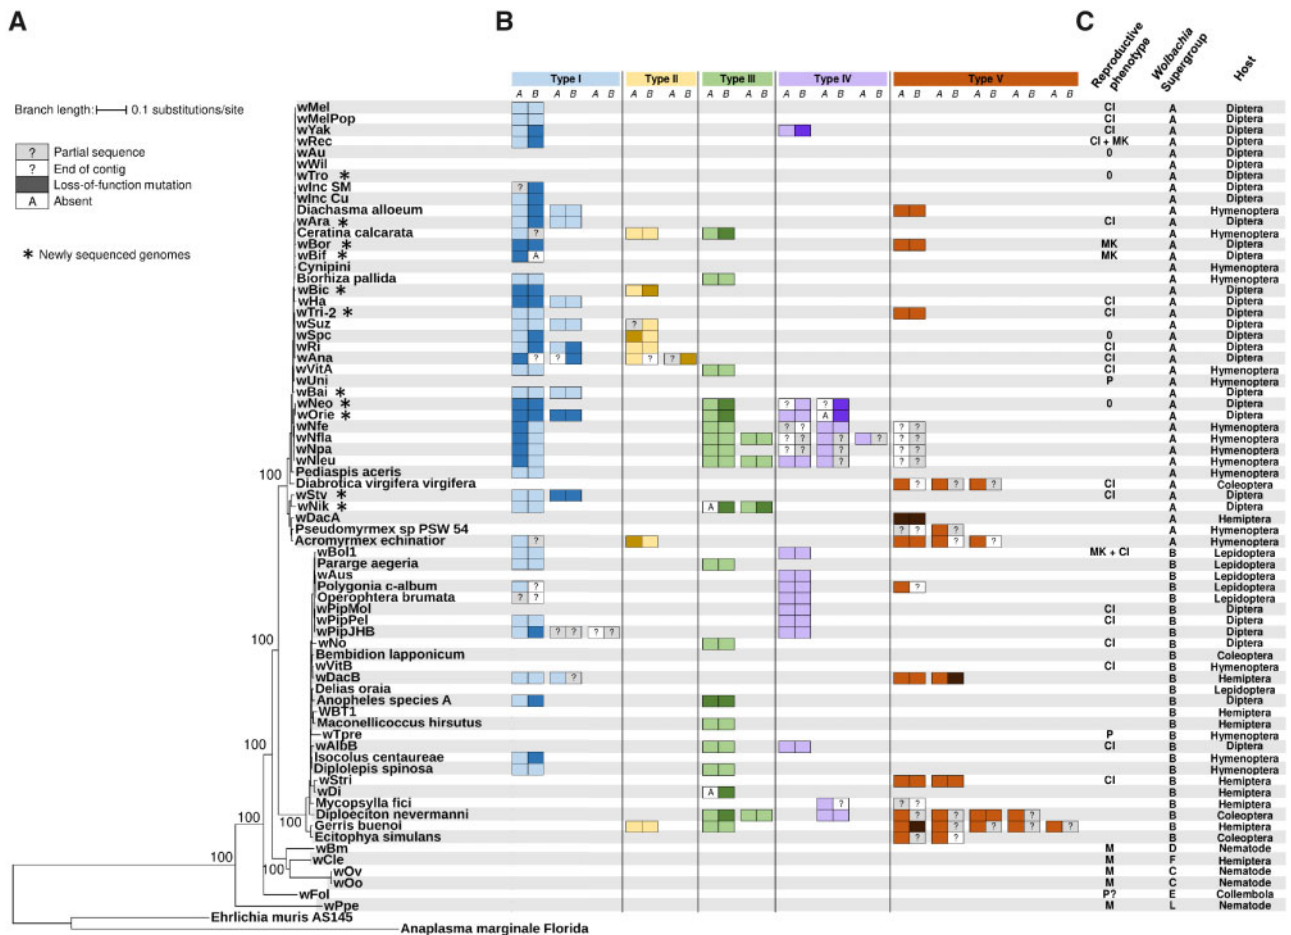 A
B
C
Reproductive phenotype
Wolbachia Supergroup
Host
Type I
Type II
Type III
Type IV
Type V
A B A B A B
A B A B
A B A B
A B A B A B
A B A B A B A B A B
Branch length: 0.1 substitutions/site
? Partial sequence
? End of contig
Loss-of-function mutation
A Absent
* Newly sequenced genomes
wMel CI A Diptera
wMelPop CI A Diptera
wYak CI A Diptera
wRec CI + MK A Diptera
wAu 0 A Diptera
wWil A Diptera
wTro * 0 A Diptera
wInc SM ? A Diptera
wInc Cu A Diptera
Diachasma alloeum A Hymenoptera
wAra * CI A Diptera
Ceratina calcarata ? A Hymenoptera
wBor * MK A Diptera
wBif * A MK A Diptera
Cynipini A Hymenoptera
Biorhiza pallida A Hymenoptera
wBic * A Diptera
wHa CI A Diptera
wTri-2 * CI A Diptera
wSuz ? A Diptera
wSpc 0 A Diptera
wRi CI A Diptera
wAna ? ? ? ? CI A Diptera
wVitA CI A Hymenoptera
wUni P A Hymenoptera
wBai * A Diptera
wNeo * ? ? 0 A Diptera
wOrie * A A Diptera
wNfe ? ? ? ? A Hymenoptera
wNfla ? ? ? ? ? ? A Hymenoptera
wNpa ? ? ? ? ? A Hymenoptera
wNleu ? ? ? A Hymenoptera
Pediaspis aceris A Hymenoptera
100
Diabrotica virgifera virgifera ? ? ? CI A Coleoptera
wStv * CI A Diptera
wNik * A A Diptera
wDacA A Hemiptera
Pseudomyrmex sp PSW 54 ? ? ? A Hymenoptera
Acromyrmex echinatior ? ? ? A Hymenoptera
wBol1 MK + CI B Lepidoptera
Pararge aegeria B Lepidoptera
wAus B Lepidoptera
Polygonia c-album ? ? B Lepidoptera
Operophtera brumata ? ? B Lepidoptera
wPipMol CI B Diptera
wPipPel CI B Diptera
wPipJHB ? ? ? ? B Diptera
100
wNo CI B Diptera
Bembidion lapponicum B Coleoptera
wVitB CI B Hymenoptera
wDacB ? B Hemiptera
Delias oraia B Lepidoptera
Anopheles species A B Diptera
WBT1 B Hemiptera
Maconellicoccus hirsutus B Hemiptera
wTpre P B Hymenoptera
100
wAlbB CI B Diptera
Isocolus centaureae B Hymenoptera
Diplolepis spinosa B Hymenoptera
wStri CI B Hemiptera
wDi A B Hemiptera
Mycopsylla fici ? ? ? B Hemiptera
Diploeciton nevermanni ? ? ? B Coleoptera
100
100
Gerris buenoi ? ? ? ? B Hemiptera
Ecitophya simulans ? ? B Coleoptera
wBm M D Nematode
100
wCle M F Hemiptera
100
wOv M C Nematode
wOo M C Nematode
wFol P? E Collembola
wPpe M L Nematode
Ehrlichia muris AS145
Anaplasma marginale Florida